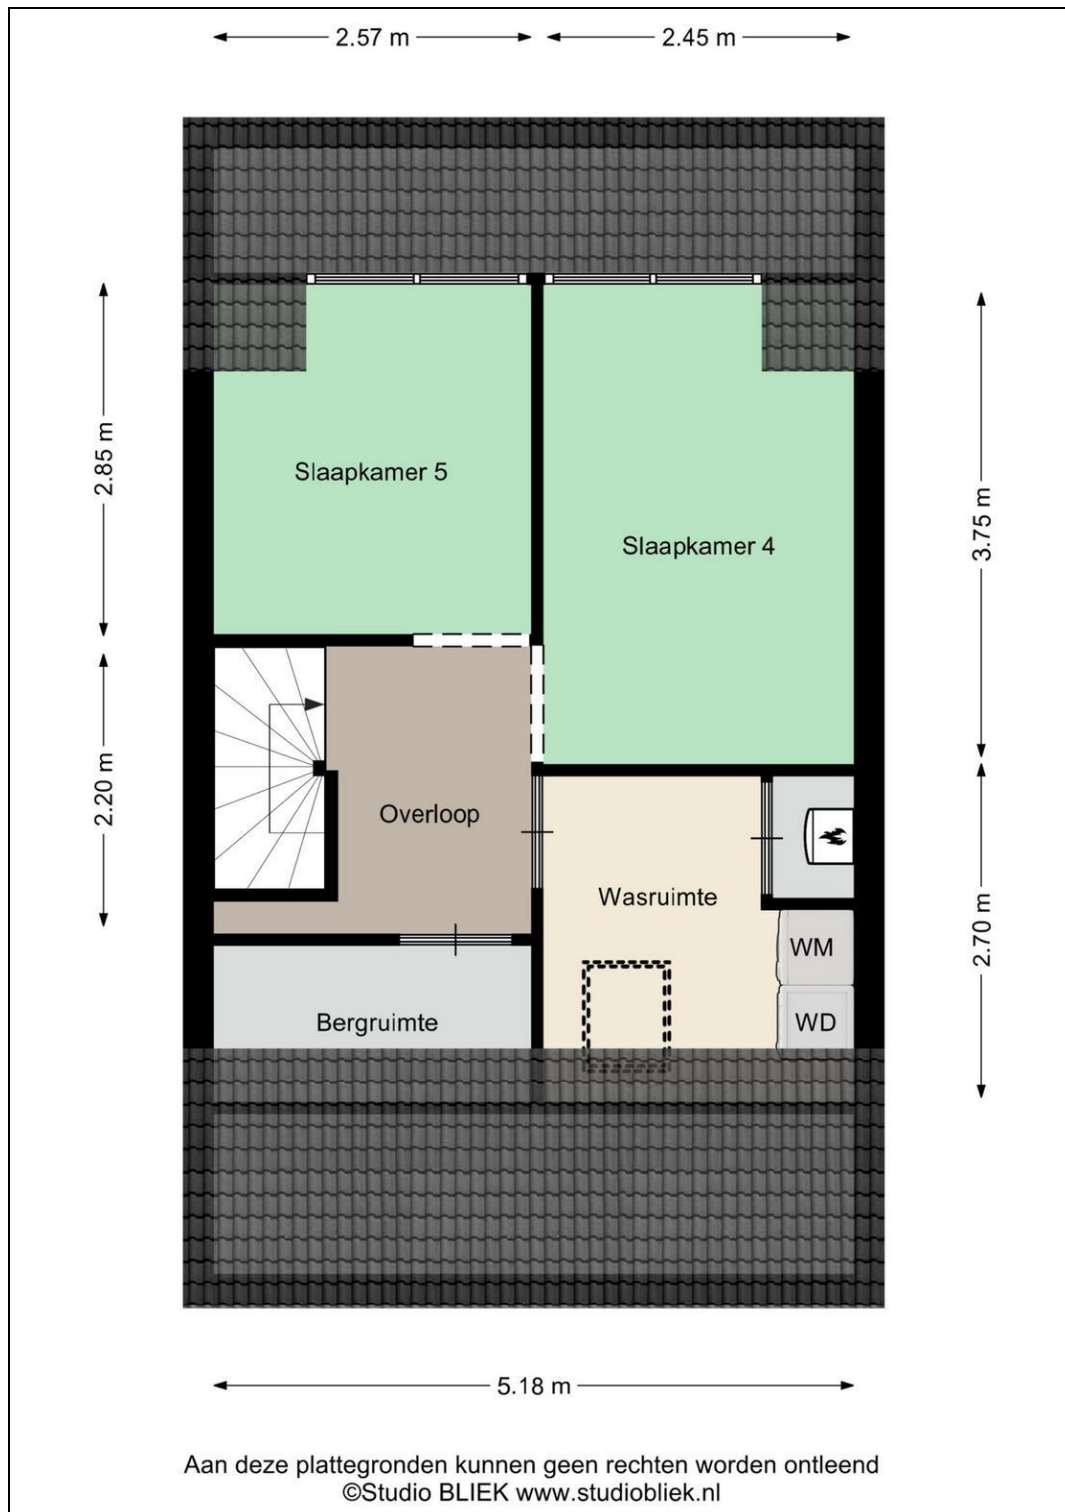 2.57 m
2.45 m
2.85 m
Slaapkamer 5
3.75 m
Slaapkamer 4
2.20 m
Overloop
Wasruimte
2.70 m
WM
Bergruimte
WD
5.18 m
Aan deze plattegronden kunnen geen rechten worden ontleend
©Studio BLIEK www.studiobliek.nl